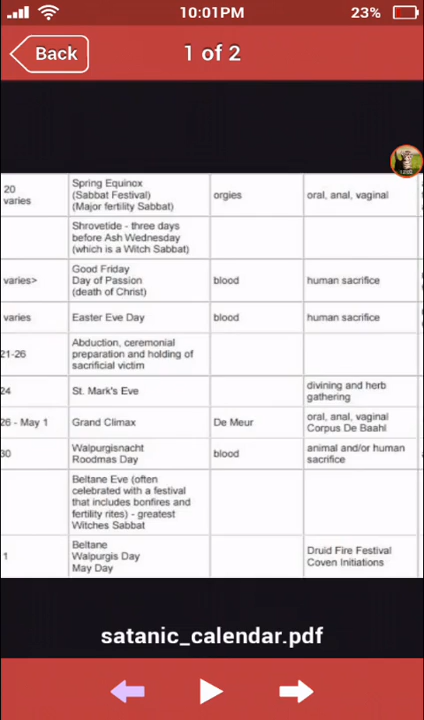 10:01PM
23%
Back
1 of 2
20
varies
Spring Equinox
(Sabbat Festival)
(Major fertility Sabbat)
orgies
oral, anal, vaginal
Shrovetide - three days
before Ash Wednesday
(which is a Witch Sabbat)
varies>
Good Friday
Day of Passion
(death of Christ)
blood
human sacrifice
varies
Easter Eve Day
blood
human sacrifice
21-26
Abduction, ceremonial
preparation and holding of
sacrificial victim
24
St. Mark's Eve
divining and herb
gathering
26 - May 1
Grand Climax
De Meur
oral, anal, vaginal
Corpus De Baahl
30
Walpurgisnacht
Roodmas Day
blood
animal and/or human
sacrifice
Beltane Eve (often
celebrated with a festival
that includes bonfires and
fertility rites) - greatest
Witches Sabbat
1
Beltane
Walpurgis Day
May Day
Druid Fire Festival
Coven Initiations
satanic_calendar.pdf